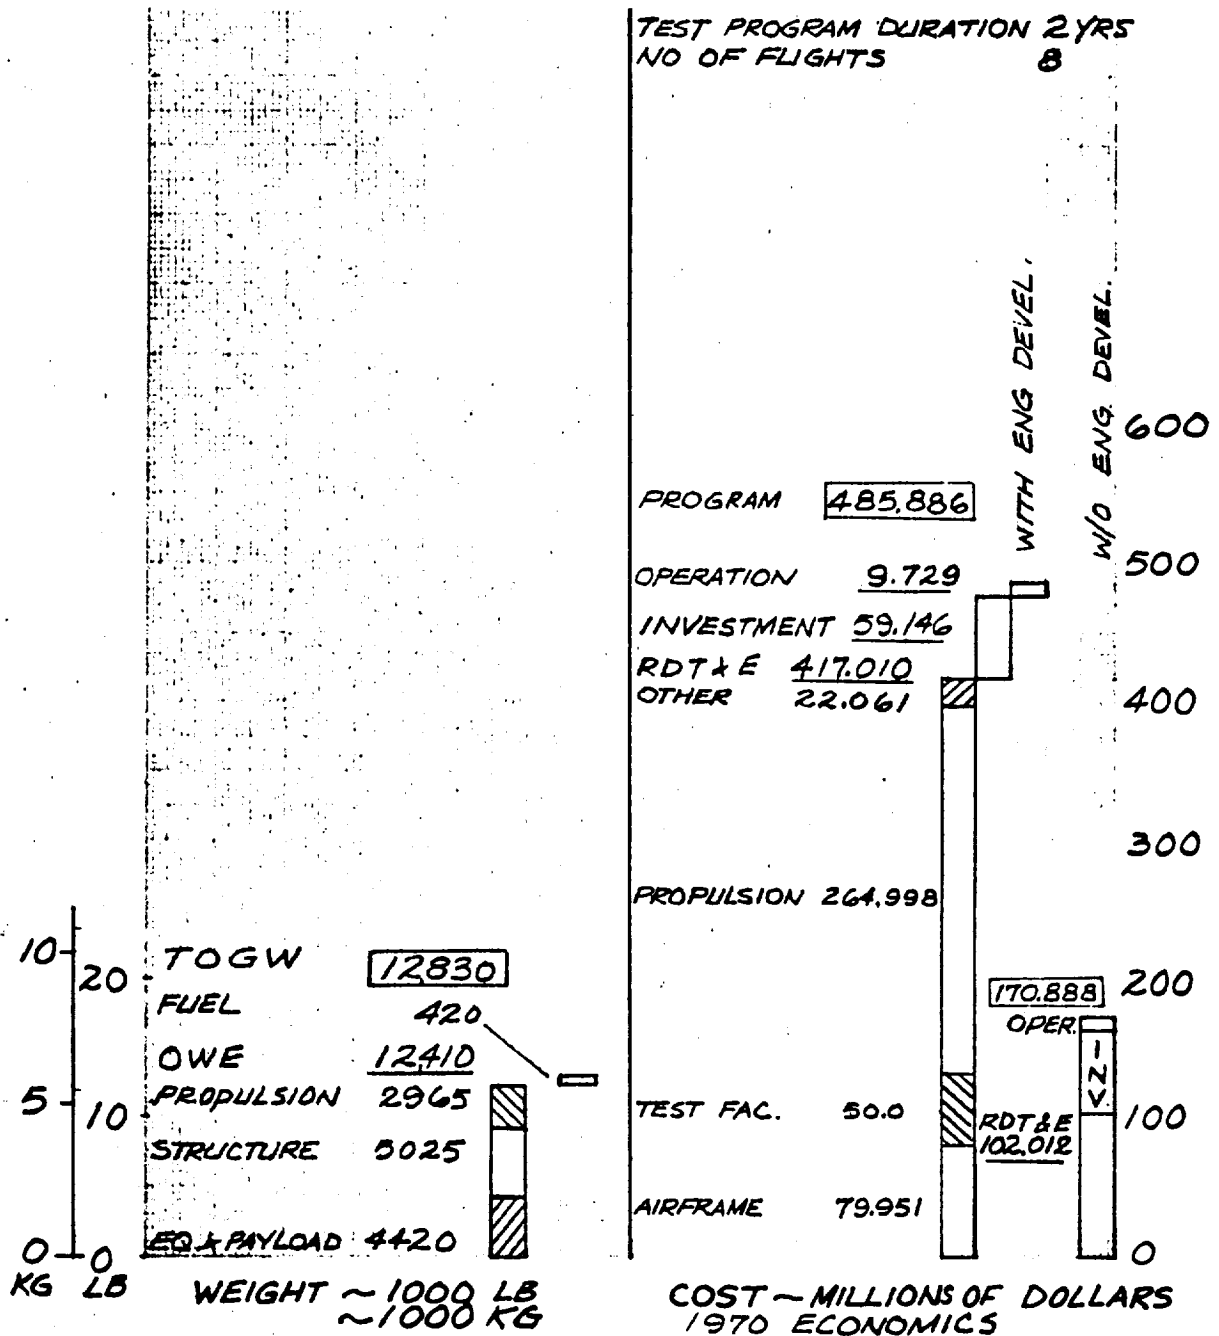 TEST PROGRAM DURATION 2 YRS
NO OF FLIGHTS 8
WITH ENG DEVEL.
W/O ENG. DEVEL.
600
500
400
300
200
100
0
PROGRAM 485.886
OPERATION 9.729
INVESTMENT 59.146
RDT & E 417.010
OTHER 22.061
PROPULSION 264.998
TEST FAC. 50.0
AIRFRAME 79.951
170.888
OPER.
INV
RDT & E
102.012
10
5
0
KG
20
10
0
LB
TOGW 12830
FUEL 420
OWE 12410
PROPULSION 2965
STRUCTURE 5025
EQ & PAYLOAD 4420
WEIGHT ~ 1000 LB
~ 1000 KG
COST ~ MILLIONS OF DOLLARS
1970 ECONOMICS